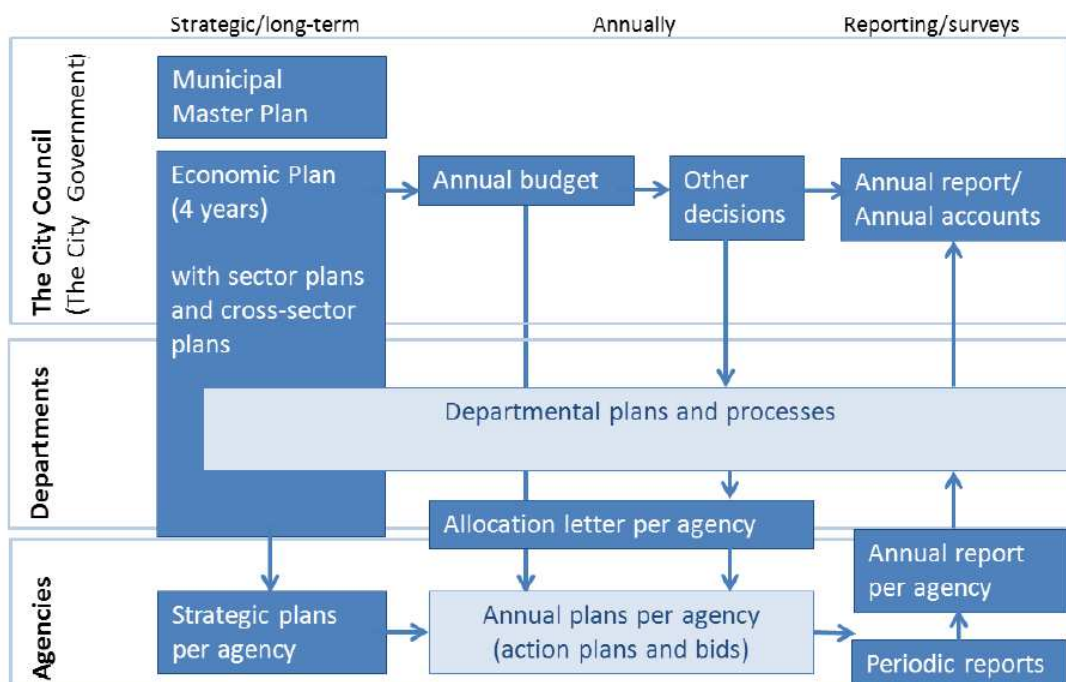 Strategic/long-term
Annually
Reporting/surveys
The City Council
(The City Government)
Municipal
Master Plan
Economic Plan
(4 years)
with sector plans
and cross-sector
plans
Annual budget
Other
decisions
Annual report/
Annual accounts
Departments
Departmental plans and processes
Allocation letter per agency
Agencies
Strategic plans
per agency
Annual plans per agency
(action plans and bids)
Annual report
per agency
Periodic reports